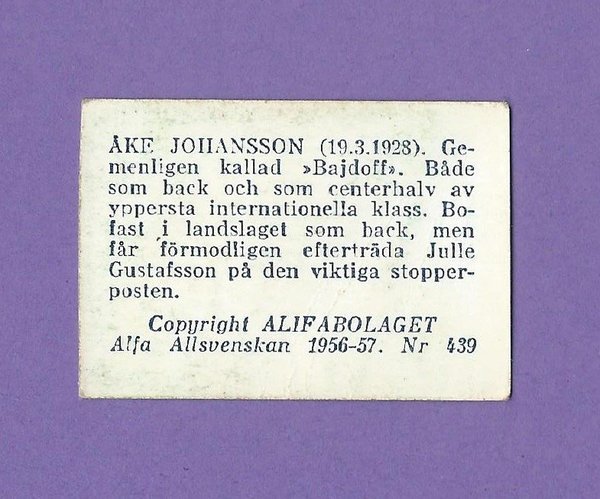 ÅKE JOHANSSON (19.3.1928). Ge-
menligen kallad »Bajdoff». Både
som back och som centerhalv av
yppersta internationella klass. Bo-
fast i landslaget som back, men
får förmodligen efterträda Julle
Gustafsson på den viktiga stopper-
posten.
Copyright ALIFABOLAGET
Alfa Allsvenskan 1956-57. Nr 439